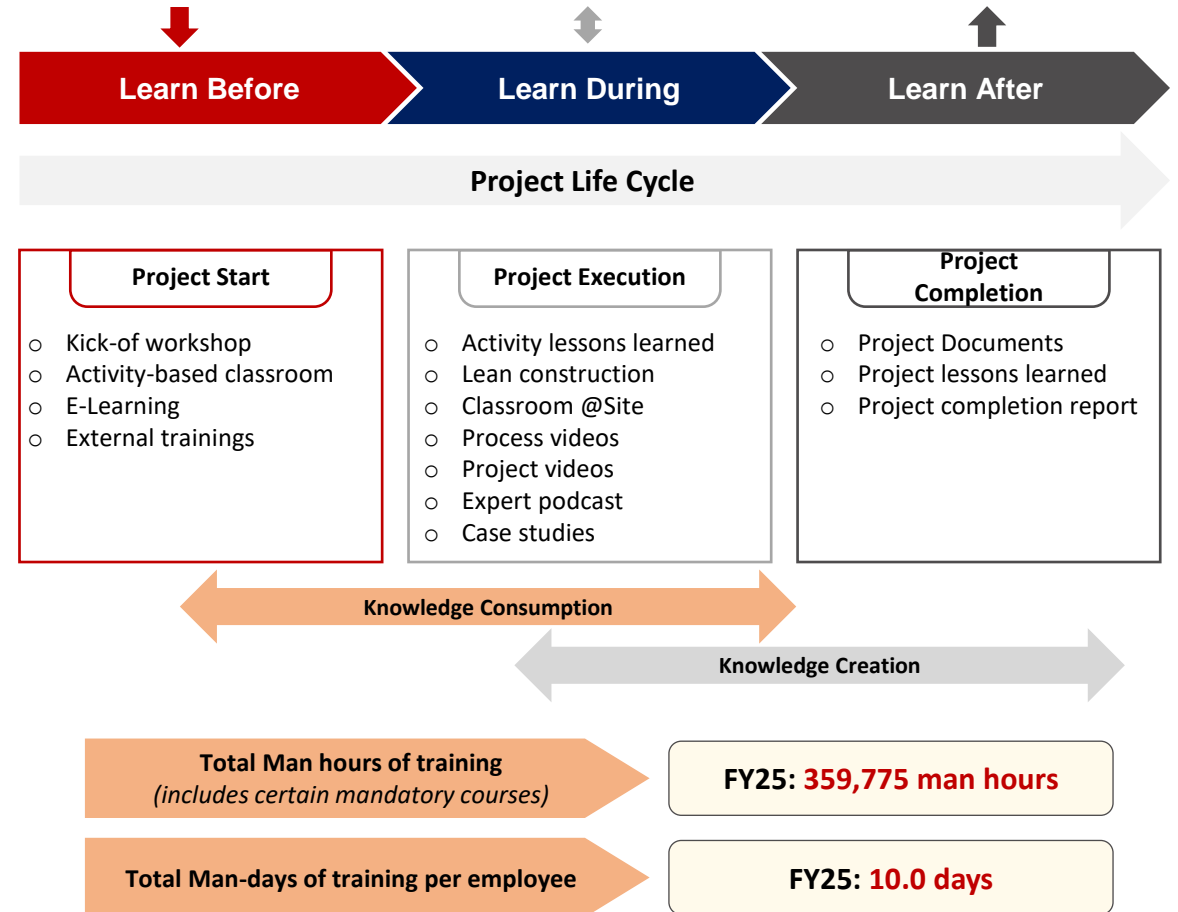 Learn Before
Learn During
Learn After
Project Life Cycle
Project Start
o Kick-of workshop
o Activity-based classroom
o E-Learning
o External trainings
Project Execution
o Activity lessons learned
o Lean construction
o Classroom @Site
o Process videos
o Project videos
o Expert podcast
o Case studies
Project
Completion
o Project Documents
o Project lessons learned
o Project completion report
Knowledge Consumption
Knowledge Creation
Total Man hours of training
(includes certain mandatory courses)
FY25: 359,775 man hours
Total Man-days of training per employee
FY25: 10.0 days